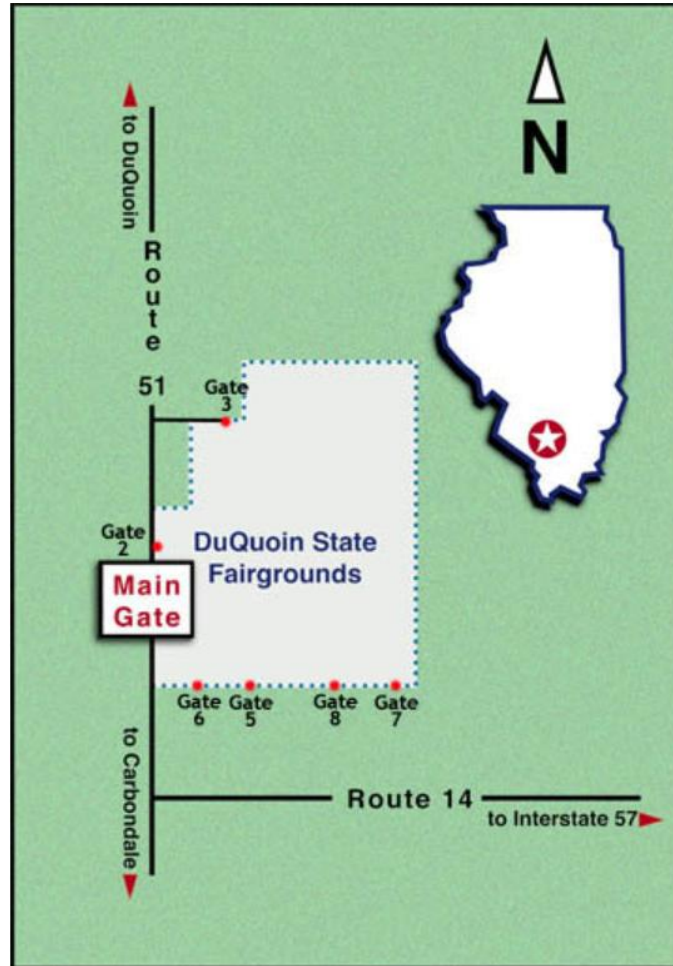 N
to DuQuoin
Route
51
Gate
3
Gate
2
DuQuoin State
Fairgrounds
Main
Gate
Gate
6
Gate
5
Gate
8
Gate
7
to Carbondale
Route 14
to Interstate 57